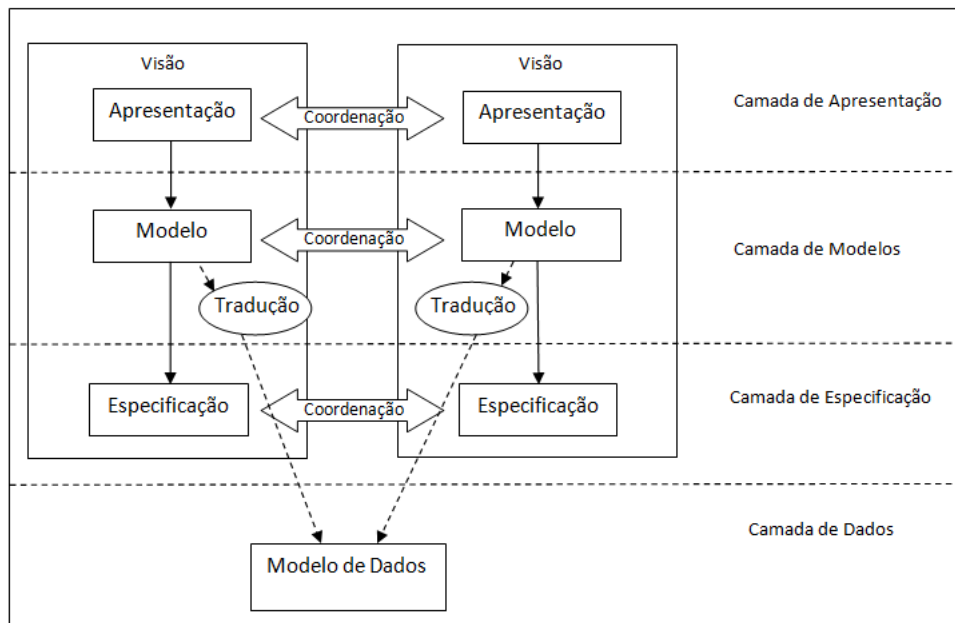 Visão
Visão
Apresentação
Coordenação
Apresentação
Camada de Apresentação
Modelo
Coordenação
Modelo
Camada de Modelos
Tradução
Tradução
Especificação
Coordenação
Especificação
Camada de Especificação
Camada de Dados
Modelo de Dados